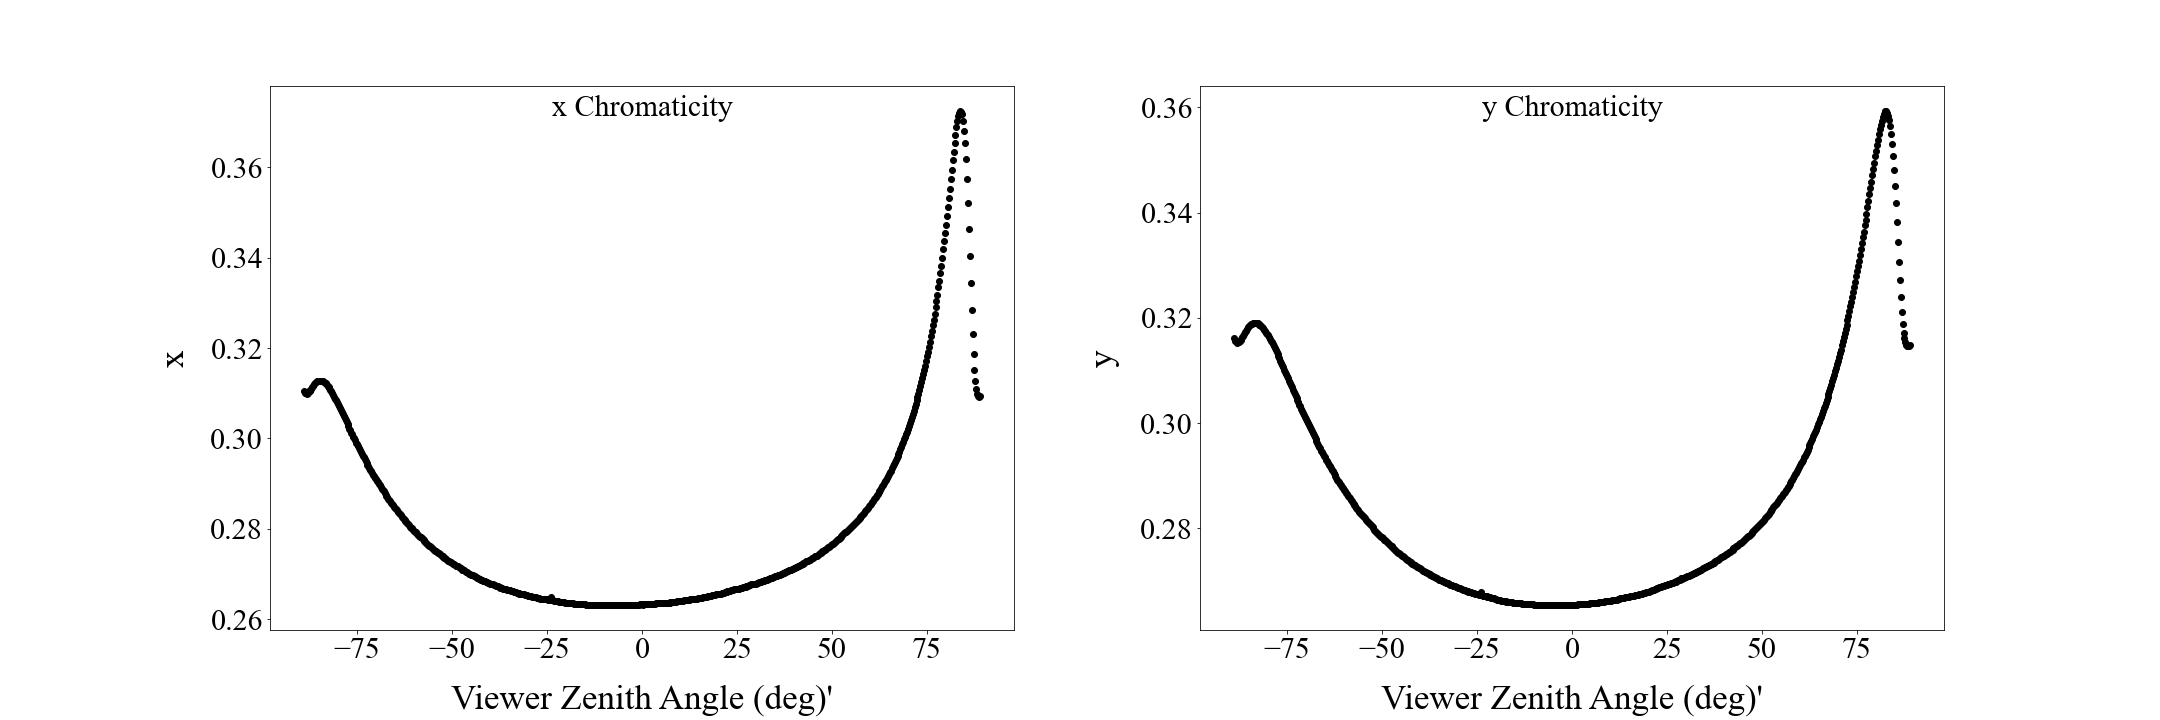 x Chromaticity
0.36
0.34
0.32
0.30
0.28
0.26
x
−75 −50 −25 0 25 50 75
Viewer Zenith Angle (deg)'
y Chromaticity
0.36
0.34
0.32
0.30
0.28
y
−75 −50 −25 0 25 50 75
Viewer Zenith Angle (deg)'